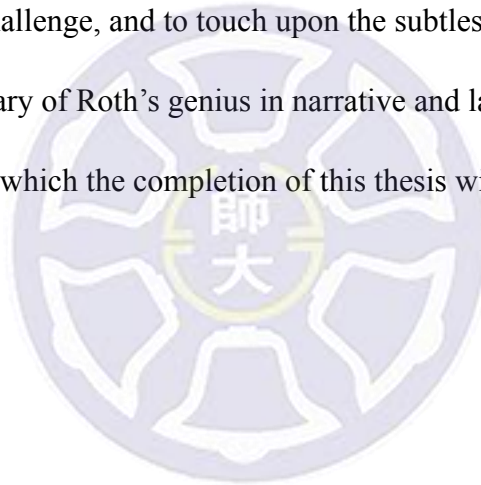 allenge, and to touch upon the subtles
ary of Roth’s genius in narrative and la
which the completion of this thesis wi
師
大